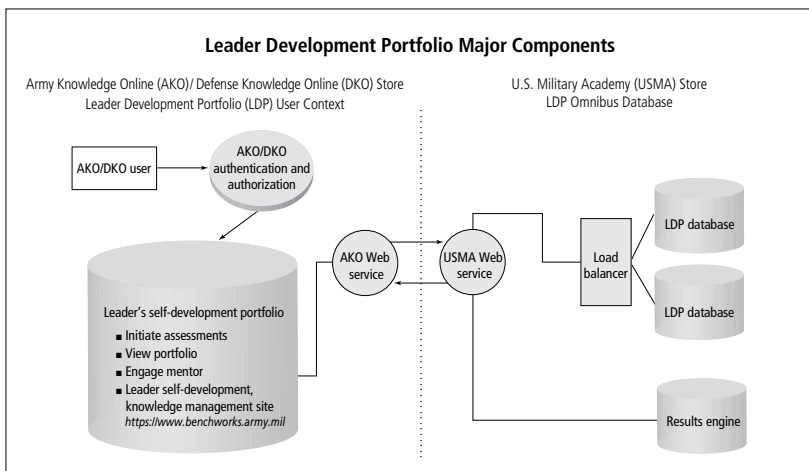 Leader Development Portfolio Major Components
Army Knowledge Online (AKO)/ Defense Knowledge Online (DKO) Store
Leader Development Portfolio (LDP) User Context
U.S. Military Academy (USMA) Store
LDP Omnibus Database
AKO/DKO user
AKO/DKO
authentication and
authorization
AKO Web
service
USMA Web
service
Load
balancer
LDP database
LDP database
Leader's self-development portfolio
■ Initiate assessments
■ View portfolio
■ Engage mentor
■ Leader self-development,
knowledge management site
https://www.benchworks.army.mil
Results engine